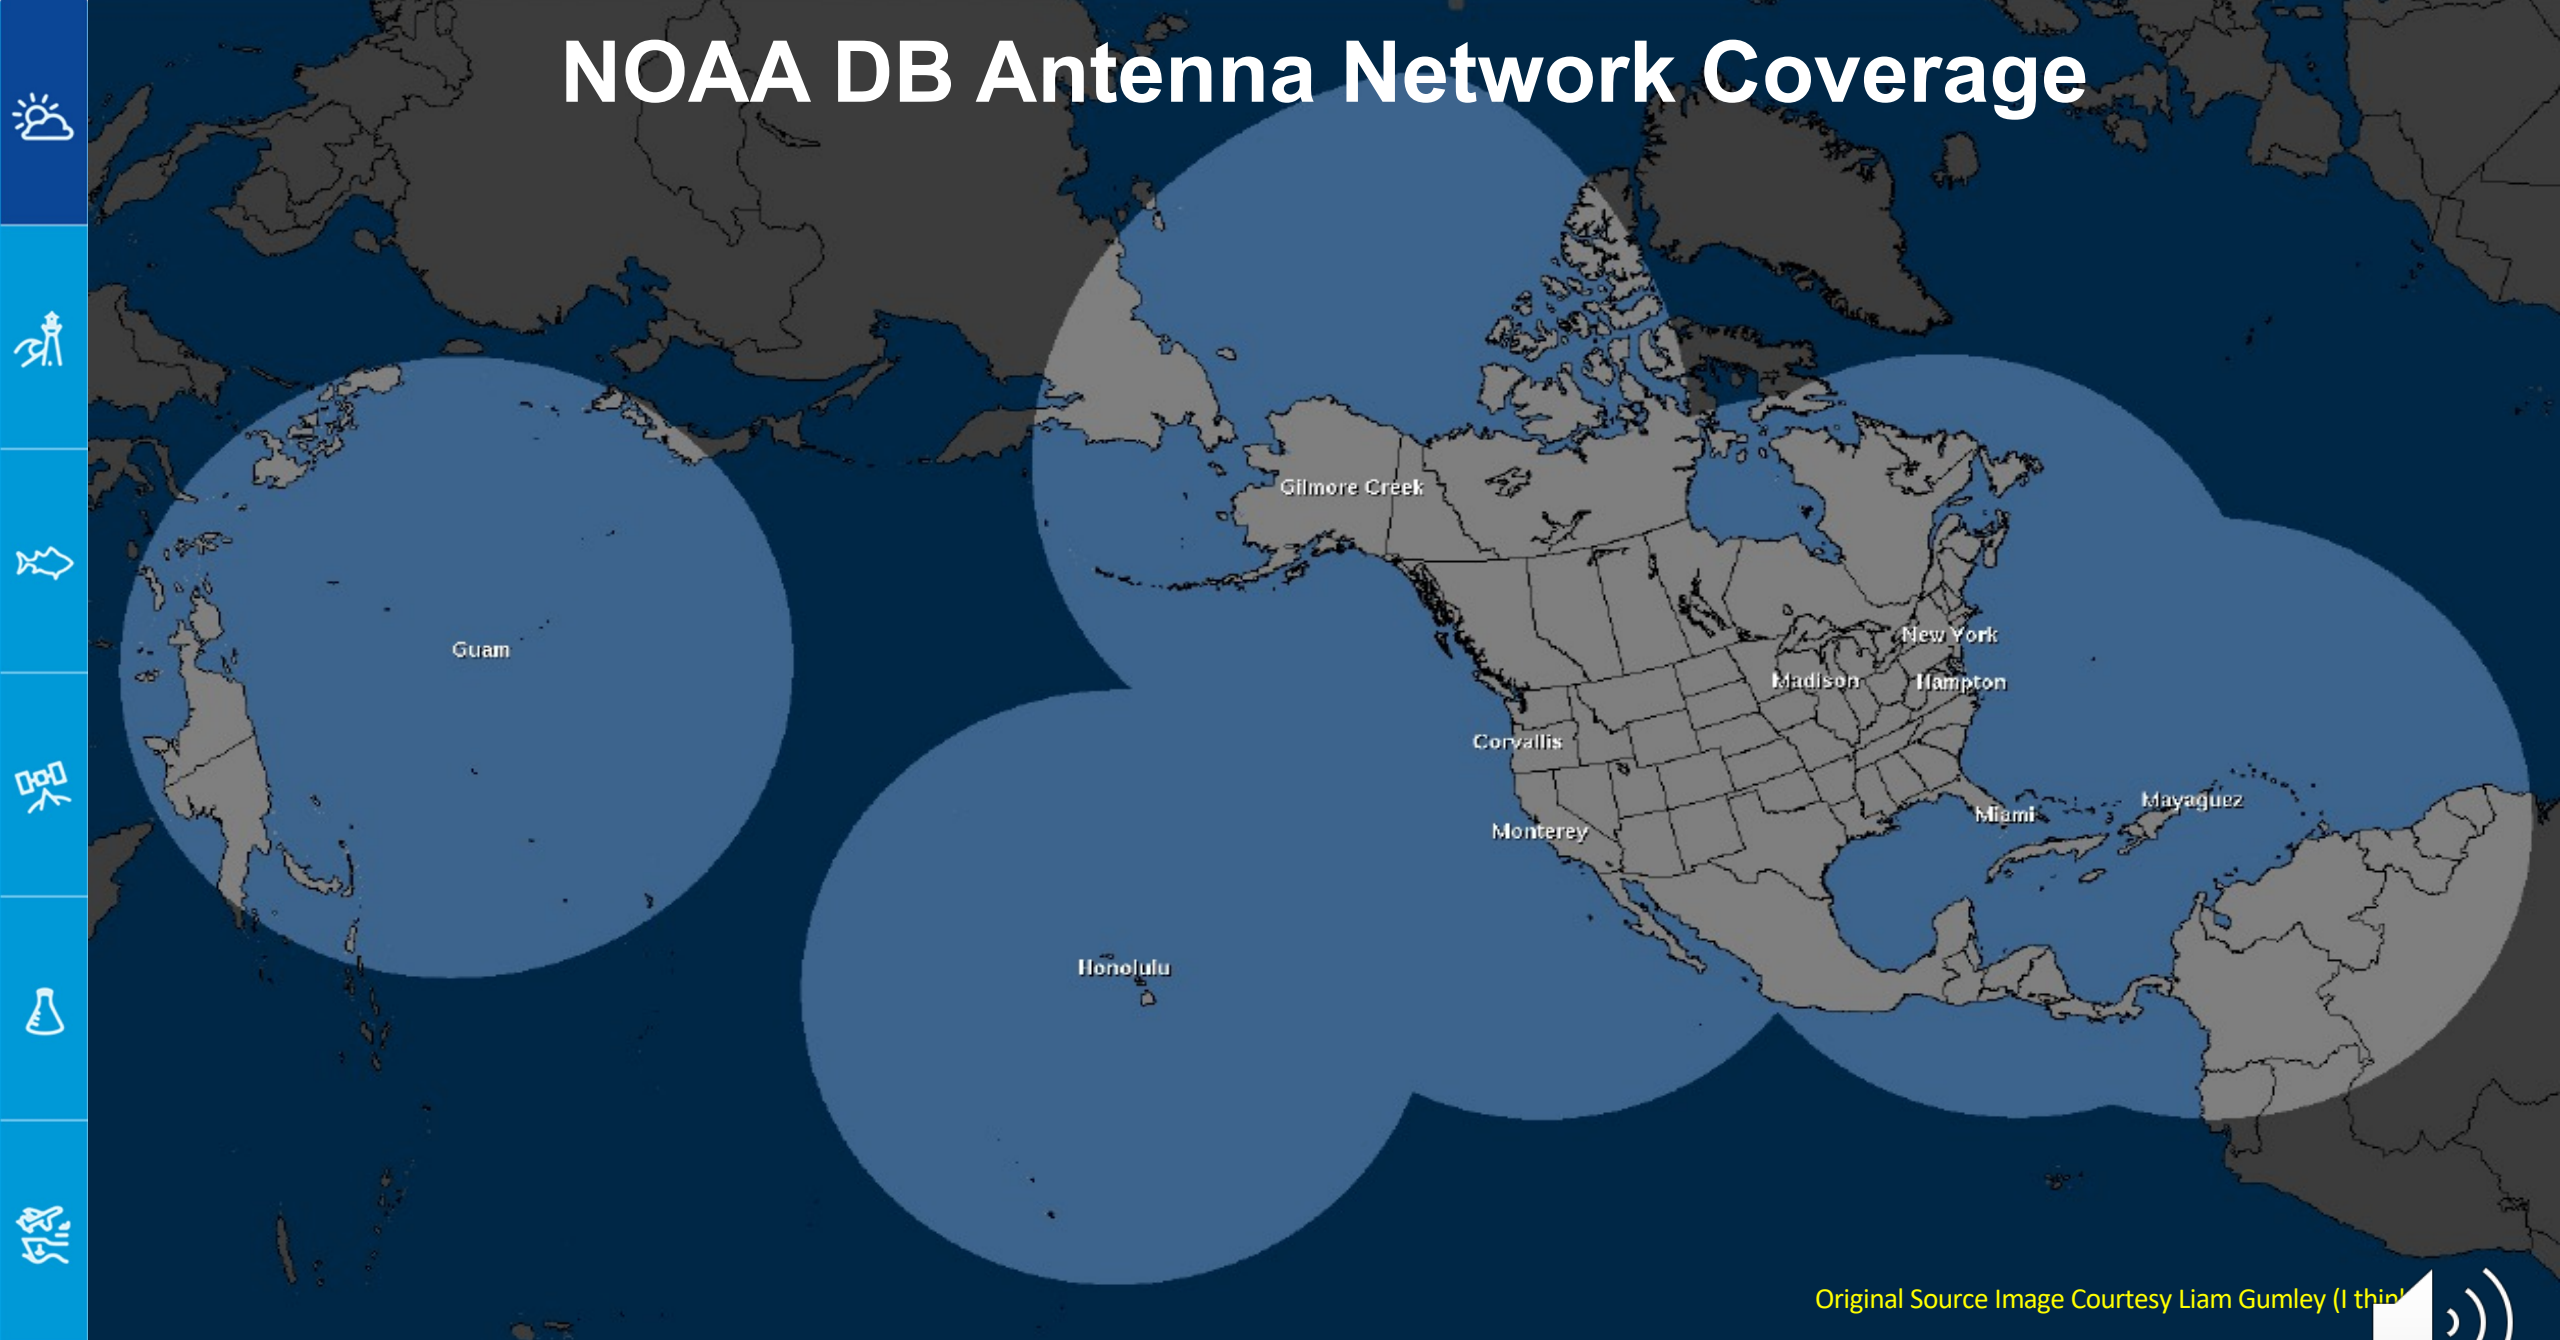 NOAA DB Antenna Network Coverage
Gilmore Creek
New York
Guam
Madison
Hampton
Corvallis
Mayaguez
Miami
Monterey
Honolulu
Original Source Image Courtesy Liam Gumley (I